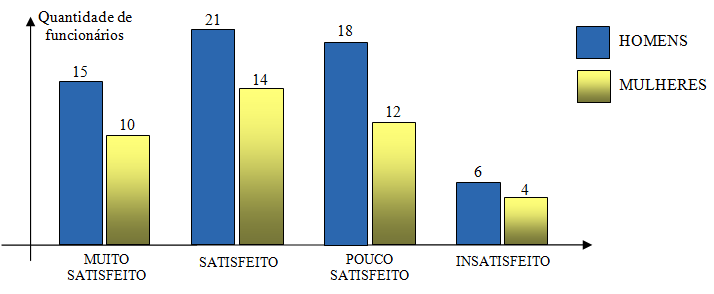 Quantidade de
funcionários
21
18
15
14
12
10
6
4
HOMENS
MULHERES
MUITO
SATISFEITO
SATISFEITO
POUCO
SATISFEITO
INSATISFEITO